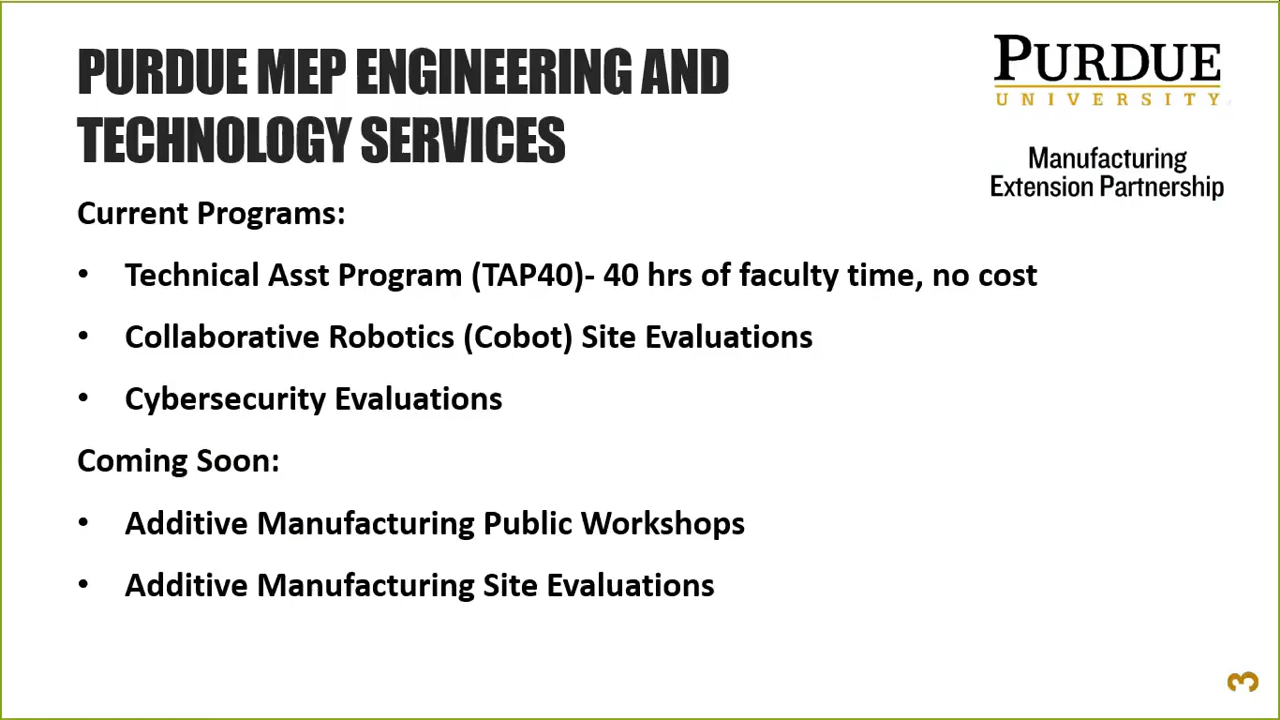 PURDUE MEP ENGINEERING AND
TECHNOLOGY SERVICES
PURDUE
UNIVERSITY
Manufacturing
Extension Partnership
Current Programs:
• Technical Asst Program (TAP40)- 40 hrs of faculty time, no cost
• Collaborative Robotics (Cobot) Site Evaluations
• Cybersecurity Evaluations
Coming Soon:
• Additive Manufacturing Public Workshops
• Additive Manufacturing Site Evaluations
3